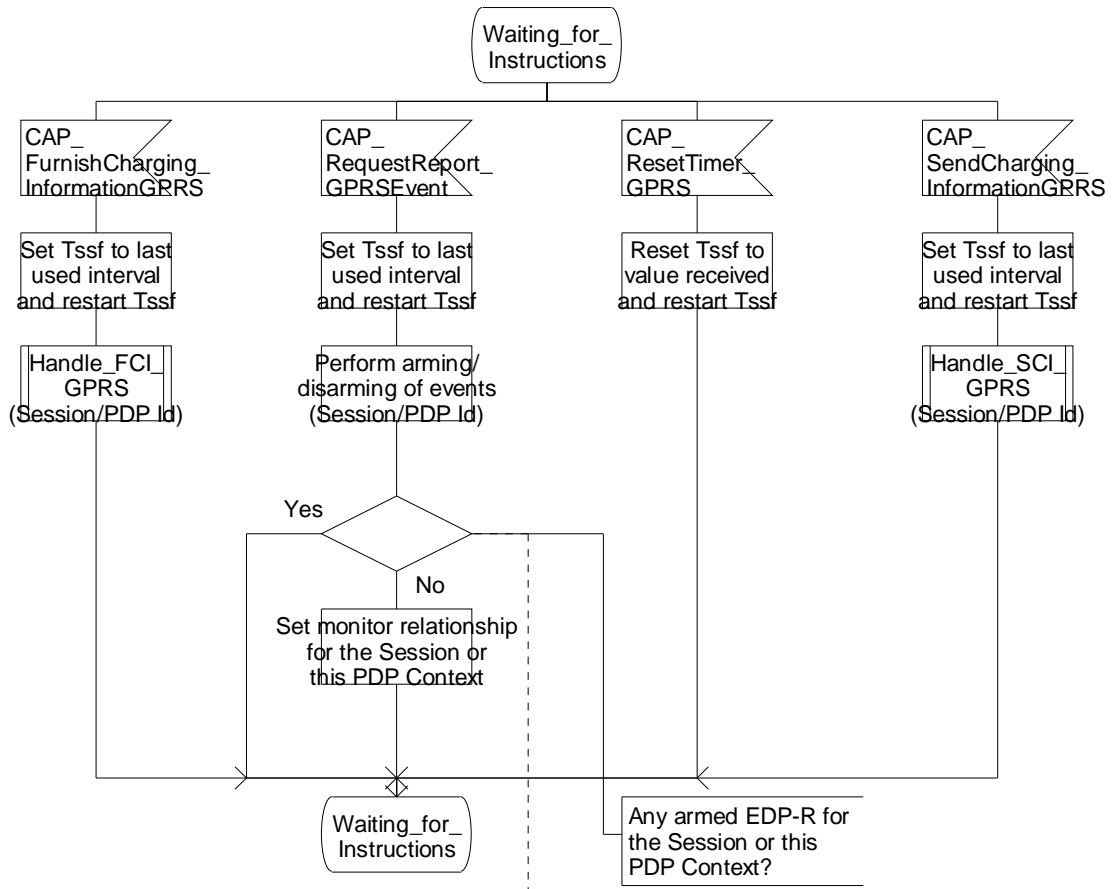 Waiting_for_
Instructions
CAP_
FurnishCharging_
InformationGPRS
CAP_
RequestReport_
GPRSEvent
CAP_
ResetTimer_
GPRS
CAP_
SendCharging_
InformationGPRS
Set Tssf to last
used interval
and restart Tssf
Set Tssf to last
used interval
and restart Tssf
Reset Tssf to
value received
and restart Tssf
Set Tssf to last
used interval
and restart Tssf
Handle_FCI_
GPRS
(Session/PDP Id)
Perform arming/
disarming of events
(Session/PDP Id)
Handle_SCI_
GPRS
(Session/PDP Id)
Yes
No
Set monitor relationship
for the Session or
this PDP Context
Waiting_for_
Instructions
Any armed EDP-R for
the Session or this
PDP Context?